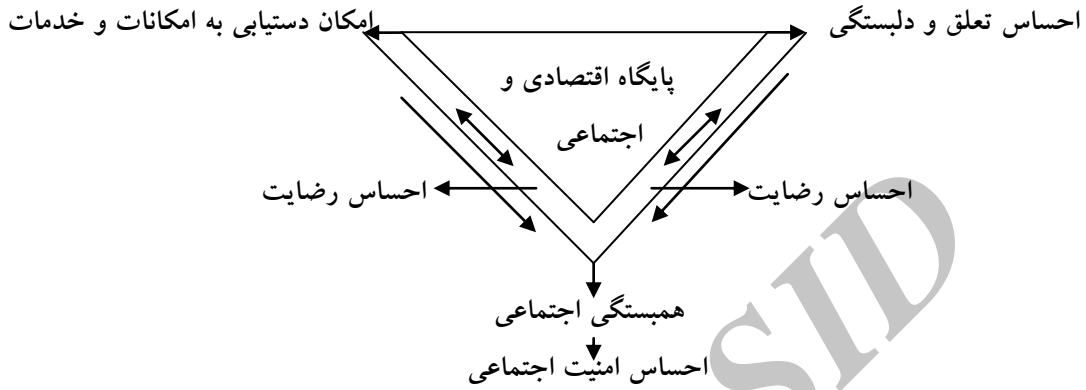 احساس تعلق و دلبستگی
امکان دستیابی به امکانات و خدمات
پایگاه اقتصادی و
اجتماعی
احساس رضایت
احساس رضایت
همبستگی اجتماعی
احساس امنیت اجتماعی
SID